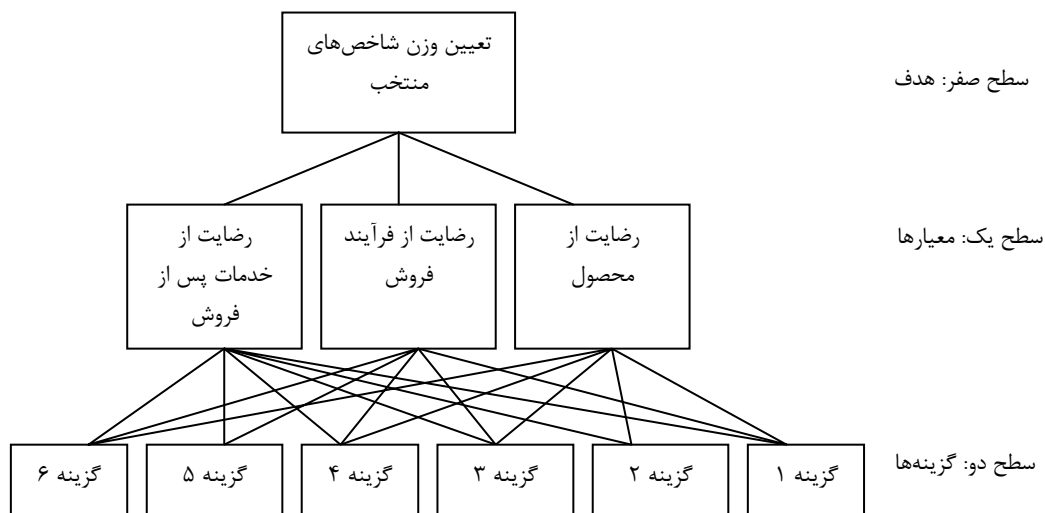 تعیین وزن شاخص‌های
منتخب
سطح صفر: هدف
سطح یک: معیارها
رضایت از
محصول
رضایت از فرآیند
فروش
رضایت از
خدمات پس از
فروش
سطح دو: گزینه‌ها
گزینه ۱
گزینه ۲
گزینه ۳
گزینه ۴
گزینه ۵
گزینه ۶